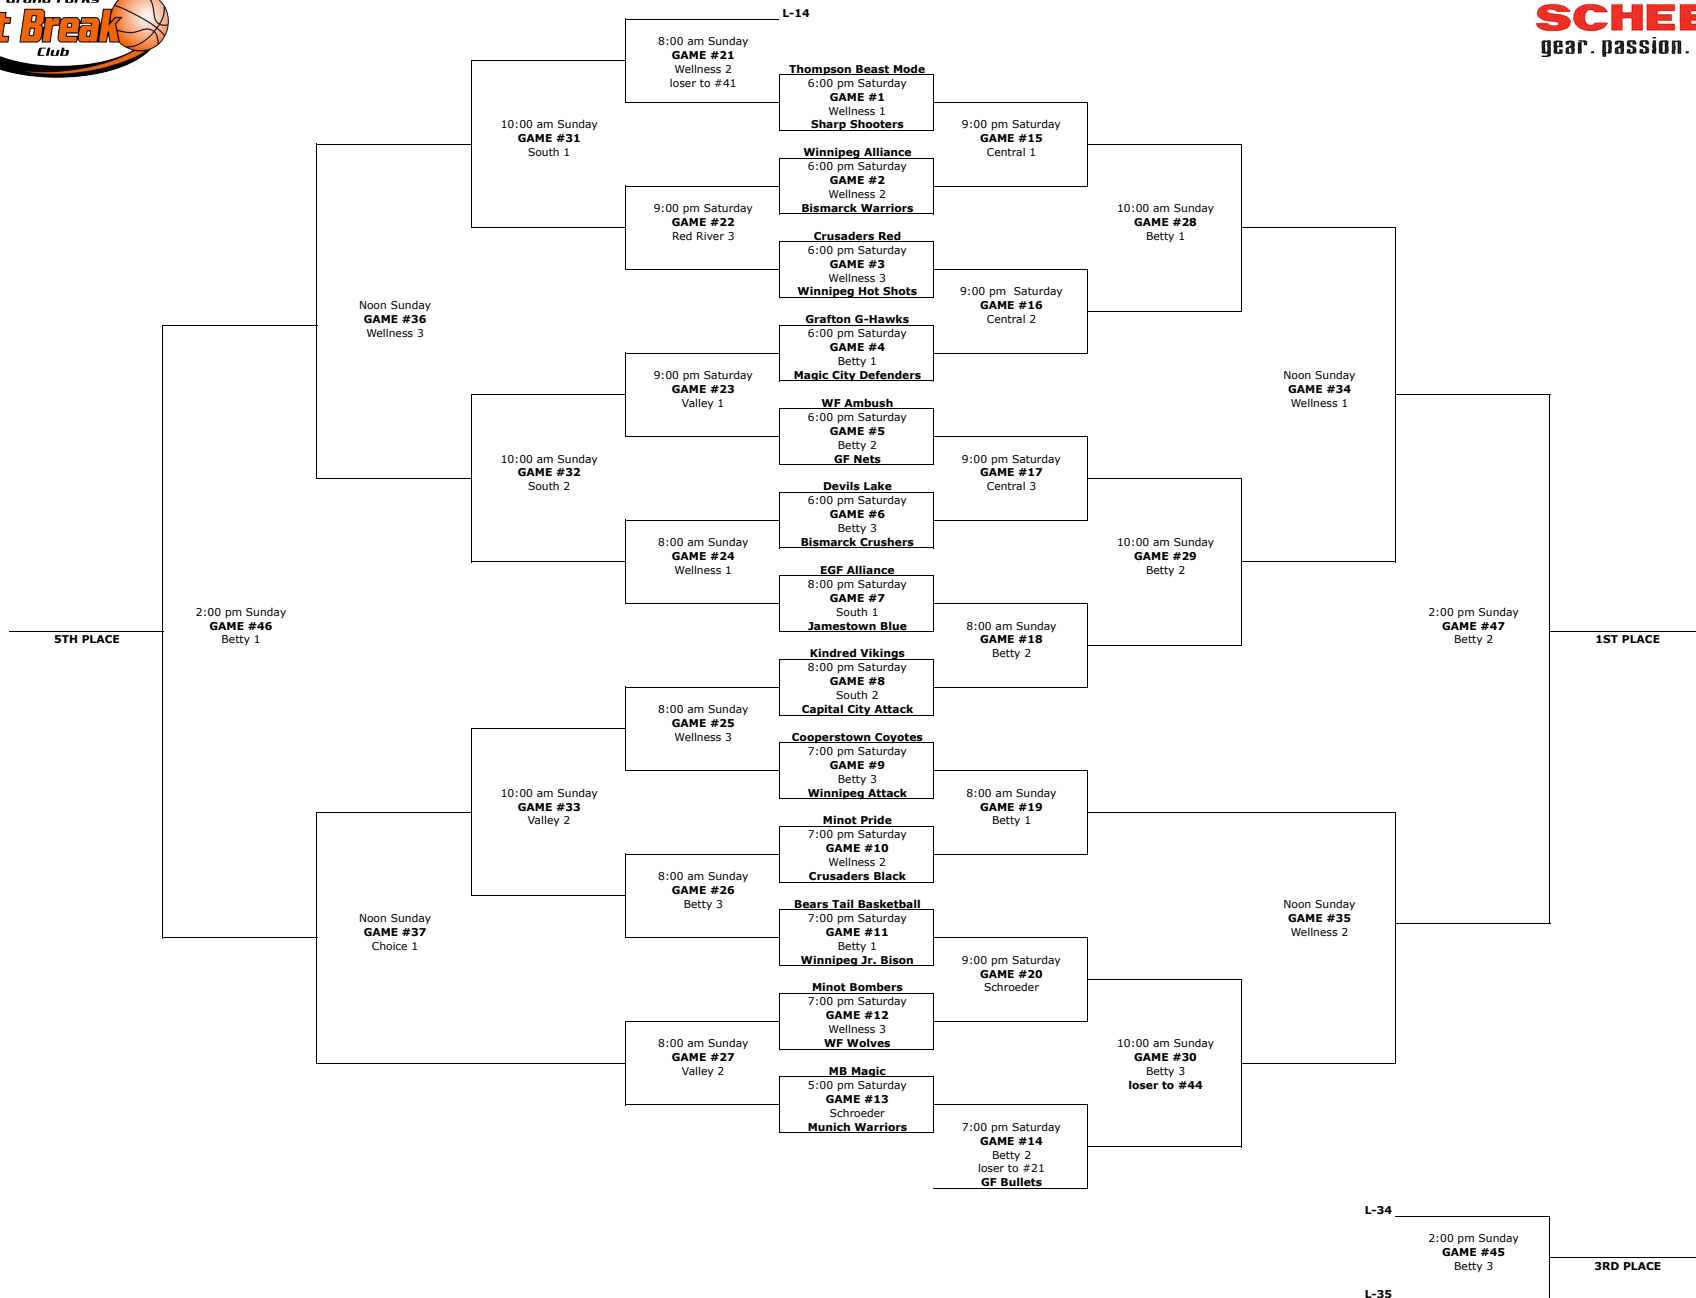 Club
SCHEE
gear. passion.
L-14
8:00 am Sunday
GAME #21
Wellness 2
loser to #41
Thompson Beast Mode
6:00 pm Saturday
GAME #1
Wellness 1
Sharp Shooters
10:00 am Sunday
GAME #31
South 1
9:00 pm Saturday
GAME #15
Central 1
Winnipeg Alliance
6:00 pm Saturday
GAME #2
Wellness 2
Bismarck Warriors
9:00 pm Saturday
GAME #22
Red River 3
10:00 am Sunday
GAME #28
Betty 1
Crusaders Red
6:00 pm Saturday
GAME #3
Wellness 3
Winnipeg Hot Shots
Noon Sunday
GAME #36
Wellness 3
9:00 pm  Saturday
GAME #16
Central 2
Grafton G-Hawks
6:00 pm Saturday
GAME #4
Betty 1
Magic City Defenders
9:00 pm Saturday
GAME #23
Valley 1
Noon Sunday
GAME #34
Wellness 1
WF Ambush
6:00 pm Saturday
GAME #5
Betty 2
GF Nets
10:00 am Sunday
GAME #32
South 2
9:00 pm Saturday
GAME #17
Central 3
Devils Lake
6:00 pm Saturday
GAME #6
Betty 3
Bismarck Crushers
8:00 am Sunday
GAME #24
Wellness 1
10:00 am Sunday
GAME #29
Betty 2
EGF Alliance
8:00 pm Saturday
GAME #7
South 1
Jamestown Blue
5TH PLACE
2:00 pm Sunday
GAME #46
Betty 1
8:00 am Sunday
GAME #18
Betty 2
2:00 pm Sunday
GAME #47
Betty 2
1ST PLACE
Kindred Vikings
8:00 pm Saturday
GAME #8
South 2
Capital City Attack
8:00 am Sunday
GAME #25
Wellness 3
Cooperstown Coyotes
7:00 pm Saturday
GAME #9
Betty 3
Winnipeg Attack
10:00 am Sunday
GAME #33
Valley 2
8:00 am Sunday
GAME #19
Betty 1
Minot Pride
7:00 pm Saturday
GAME #10
Wellness 2
Crusaders Black
8:00 am Sunday
GAME #26
Betty 3
Noon Sunday
GAME #37
Choice 1
Bears Tail Basketball
7:00 pm Saturday
GAME #11
Betty 1
Winnipeg Jr. Bison
Noon Sunday
GAME #35
Wellness 2
9:00 pm Saturday
GAME #20
Schroeder
Minot Bombers
7:00 pm Saturday
GAME #12
Wellness 3
WF Wolves
8:00 am Sunday
GAME #27
Valley 2
10:00 am Sunday
GAME #30
Betty 3
loser to #44
MB Magic
5:00 pm Saturday
GAME #13
Schroeder
Munich Warriors
7:00 pm Saturday
GAME #14
Betty 2
loser to #21
GF Bullets
L-34
2:00 pm Sunday
GAME #45
Betty 3
3RD PLACE
L-35